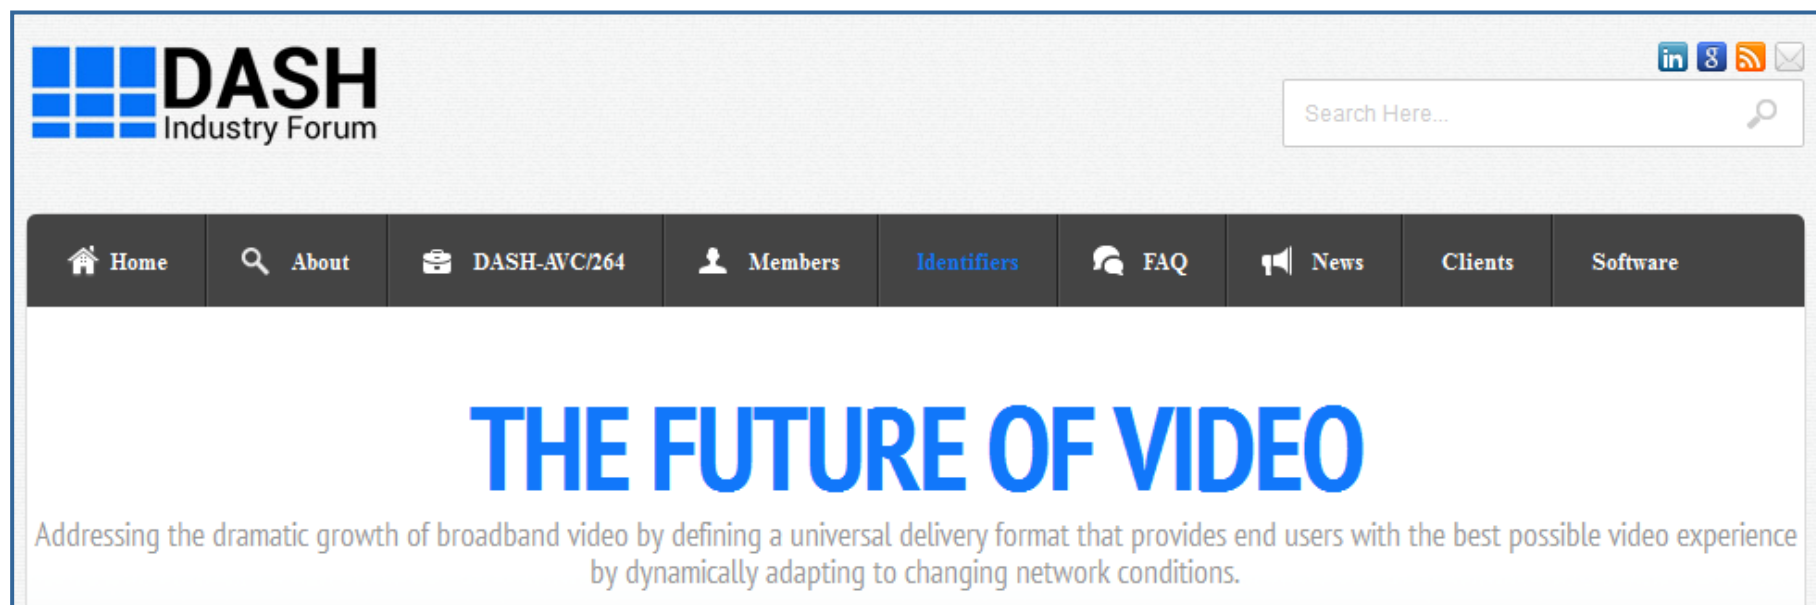 DASH
Industry Forum
in g
Search Here...
Home About DASH-AVC/264 Members Identifiers FAQ News Clients Software
THE FUTURE OF VIDEO
Addressing the dramatic growth of broadband video by defining a universal delivery format that provides end users with the best possible video experience
by dynamically adapting to changing network conditions.